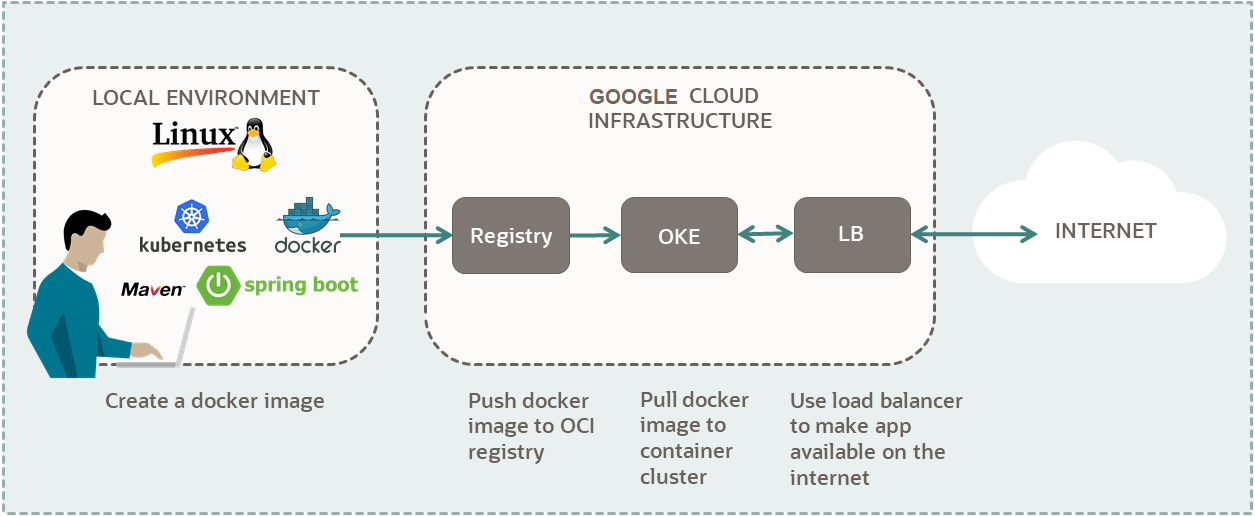 LOCAL ENVIRONMENT
Linux™
kubernetes
docker
Maven™
spring boot
GOOGLE CLOUD
INFRASTRUCTURE
Registry
OKE
LB
INTERNET
Create a docker image
Push docker
image to OCI
registry
Pull docker
image to
container
cluster
Use load balancer
to make app
available on the
internet